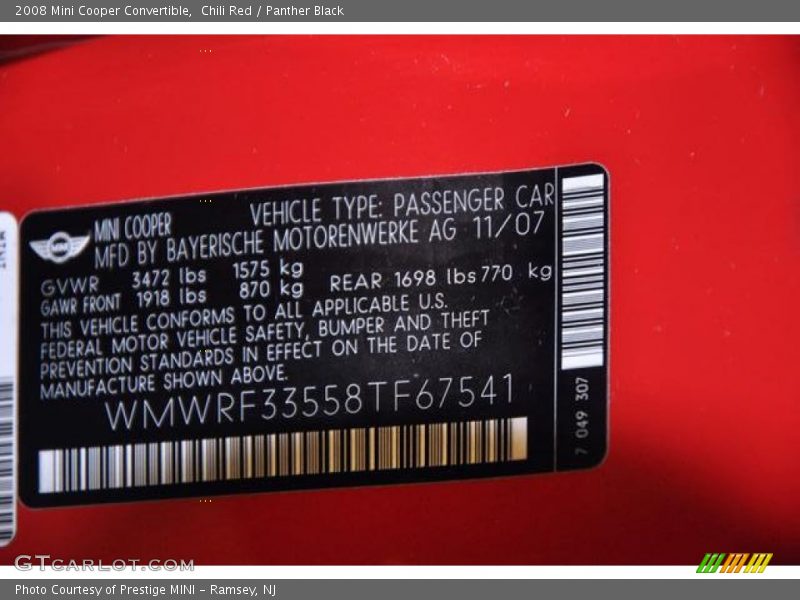 2008 Mini Cooper Convertible,  Chili Red / Panther Black
MINI COOPER VEHICLE TYPE: PASSENGER CAR
MINI
MFD BY BAYERISCHE MOTORENWERKE AG 11/07
GVWR 3472 lbs 1575 kg
GAWR FRONT 1918 lbs 870 kg REAR 1698 lbs 770 kg
THIS VEHICLE CONFORMS TO ALL APPLICABLE U.S.
FEDERAL MOTOR VEHICLE SAFETY, BUMPER AND THEFT
PREVENTION STANDARDS IN EFFECT ON THE DATE OF
MANUFACTURE SHOWN ABOVE.
WMWRF33558TF67541
7 049 307
GTCARLOT.COM
Photo Courtesy of Prestige MINI - Ramsey, NJ